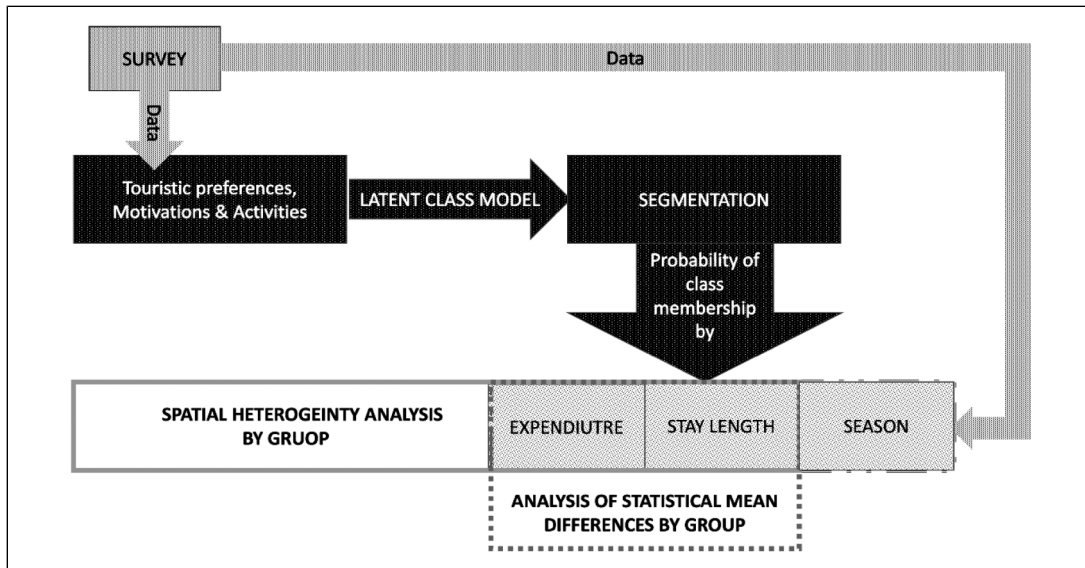 SURVEY
Data
Data
Touristic preferences,
Motivations & Activities
LATENT CLASS MODEL
SEGMENTATION
Probability of
class
membership
by
SPATIAL HETEROGEINTY ANALYSIS
BY GRUOP
EXPENDIUTRE
STAY LENGTH
SEASON
ANALYSIS OF STATISTICAL MEAN
DIFFERENCES BY GROUP